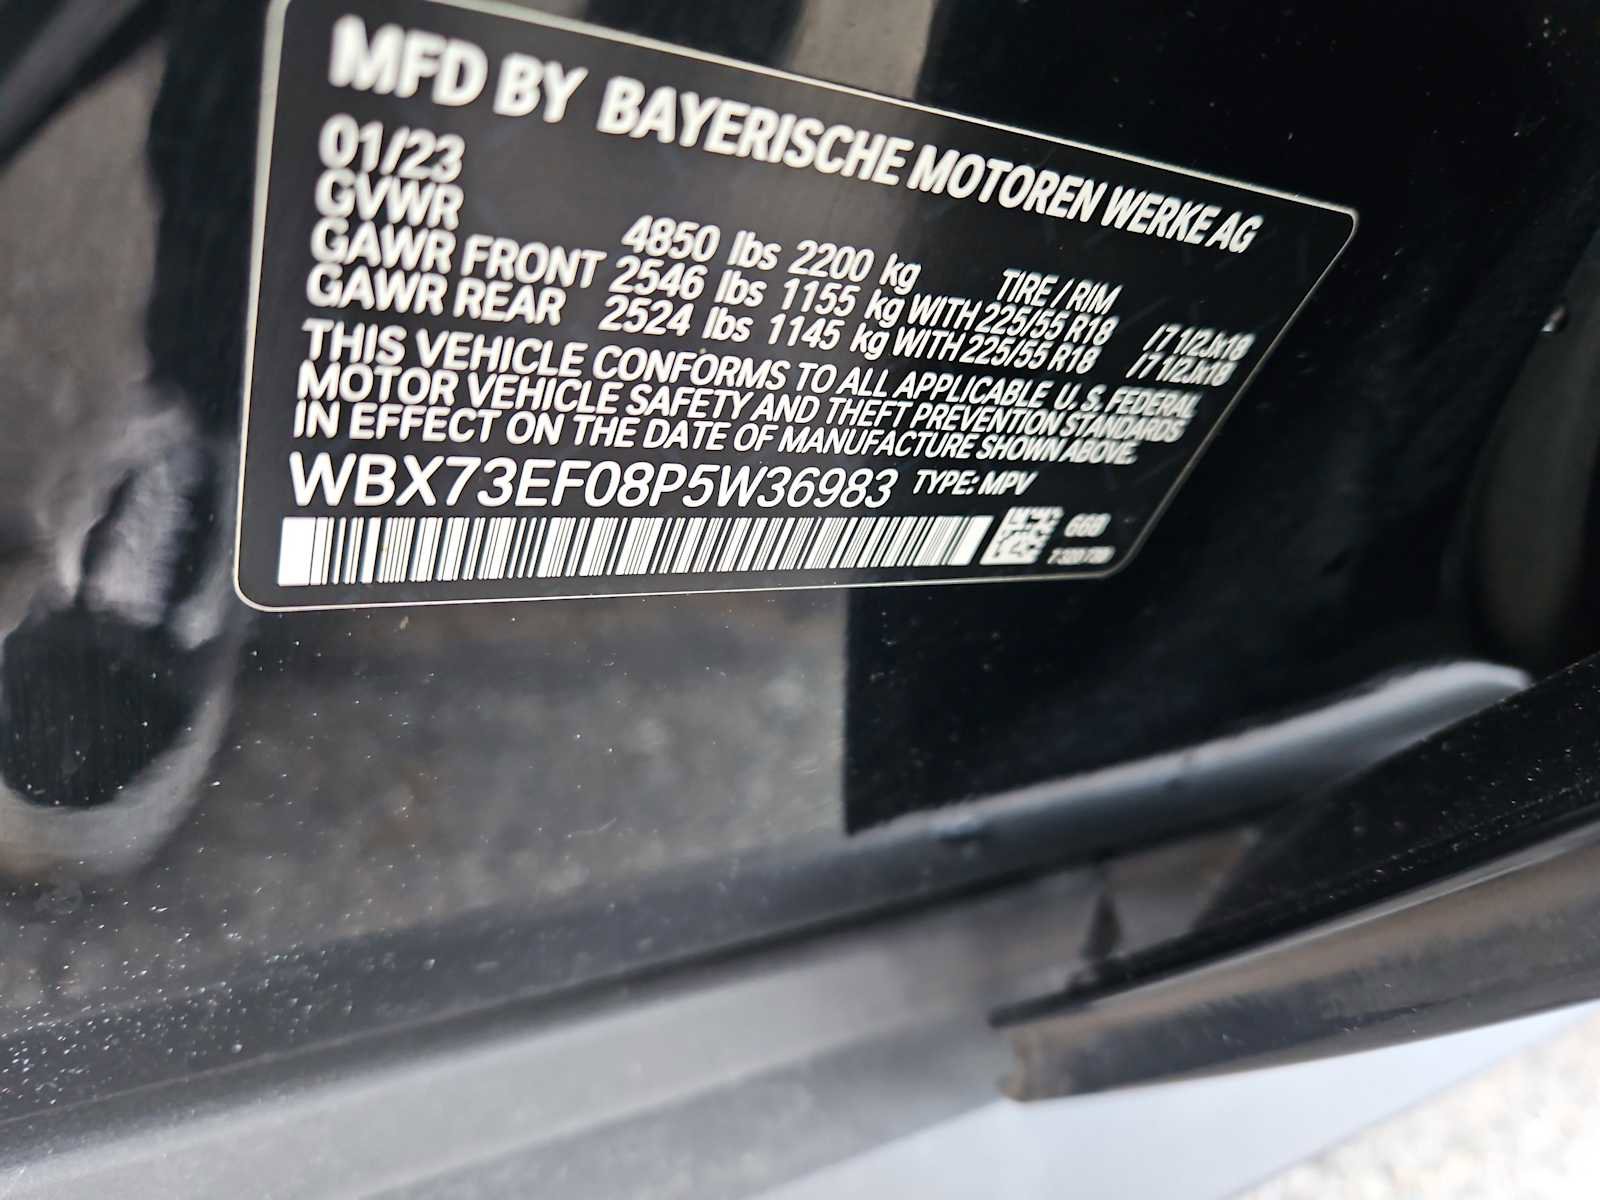 MFD BY BAYERISCHE MOTOREN WERKE AG
01/23
GVWR 4850 lbs 2200 kg TIRE / RIM
GAWR FRONT 2546 lbs 1155 kg WITH 225/55 R18 /7 1/2Jx18
GAWR REAR 2524 lbs 1145 kg WITH 225/55 R18 /7 1/2Jx18
THIS VEHICLE CONFORMS TO ALL APPLICABLE U.S. FEDERAL
MOTOR VEHICLE SAFETY AND THEFT PREVENTION STANDARDS
IN EFFECT ON THE DATE OF MANUFACTURE SHOWN ABOVE.
WBX73EF08P5W36983 TYPE: MPV
668